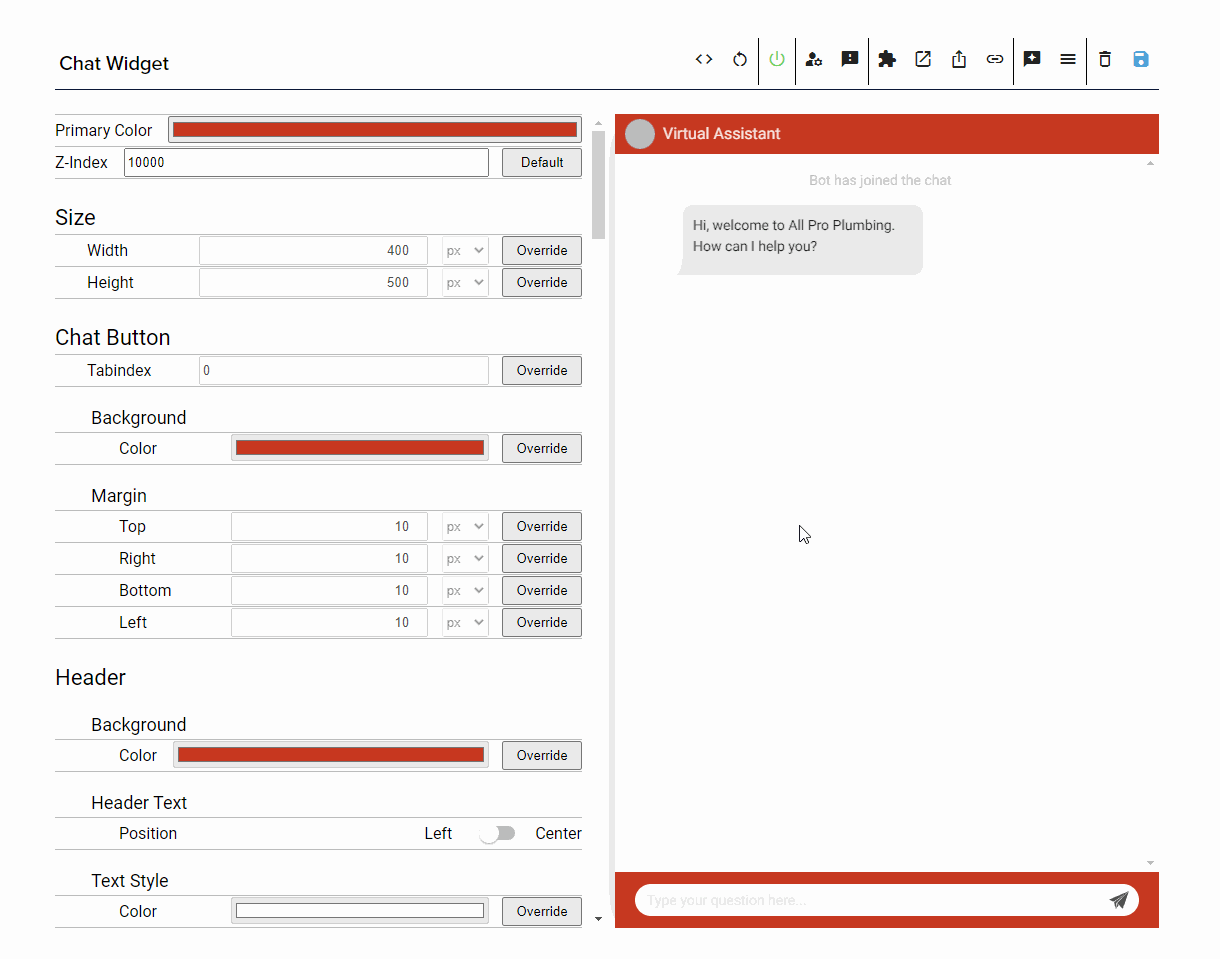 Chat Widget
Primary Color
Z-Index 10000 Default
Size
Width 400 px Override
Height 500 px Override
Chat Button
Tabindex 0 Override
Background
Color Override
Margin
Top 10 px Override
Right 10 px Override
Bottom 10 px Override
Left 10 px Override
Header
Background
Color Override
Header Text
Position Left Center
Text Style
Color Override
Virtual Assistant
Bot has joined the chat
Hi, welcome to All Pro Plumbing.
How can I help you?
Type your question here...